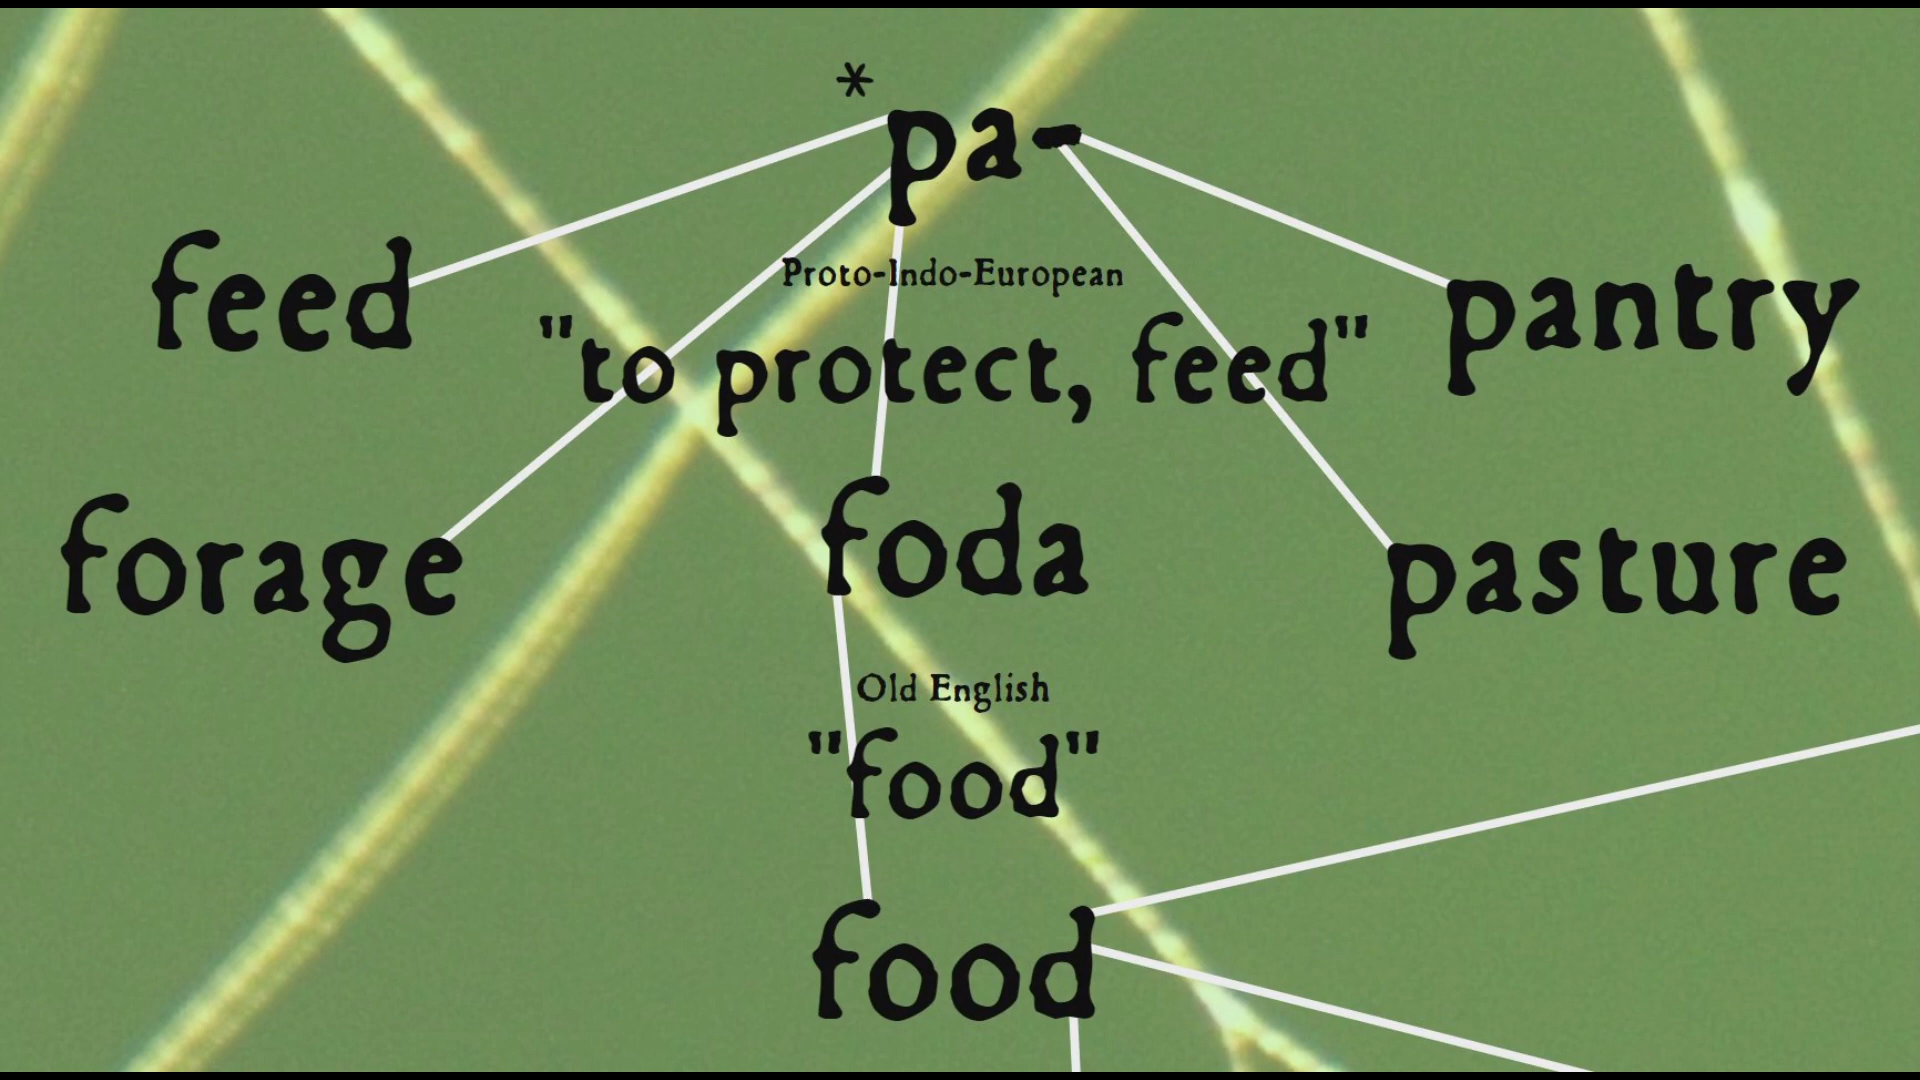 *pa-
Proto-Indo-European
"to protect, feed"
feed
pantry
forage
foda
pasture
Old English
"food"
food